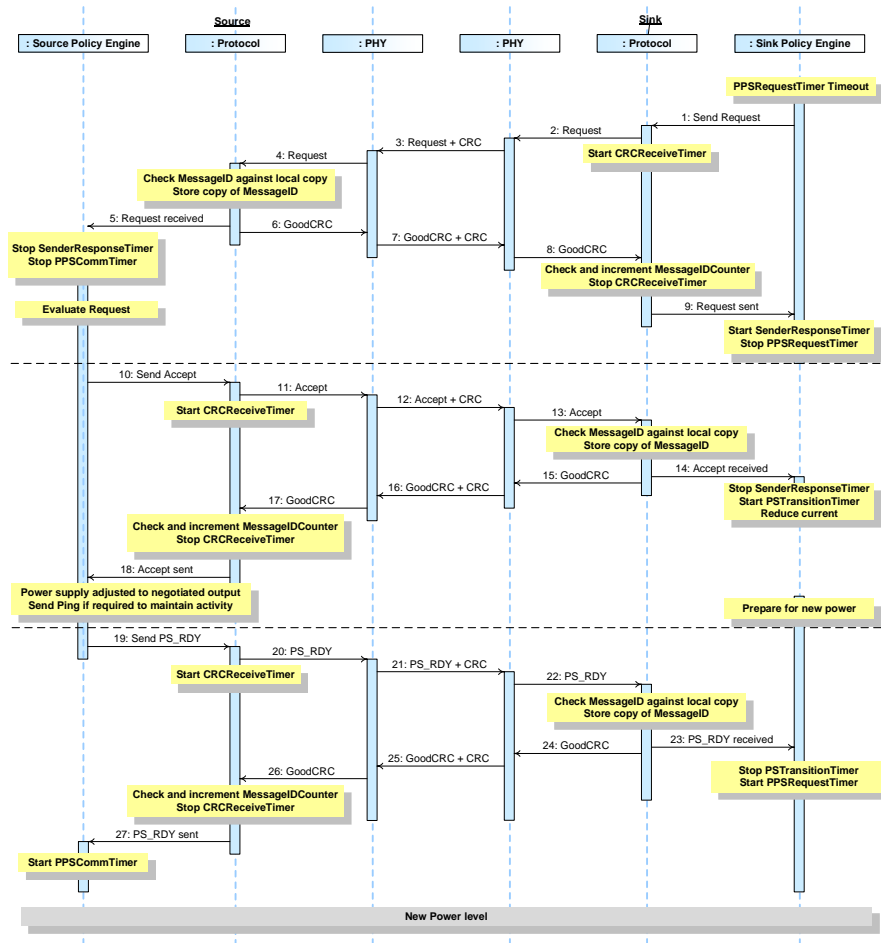 Source
Sink
: Source Policy Engine
: Protocol
: PHY
: PHY
: Protocol
: Sink Policy Engine
PPSRequestTimer Timeout
1: Send Request
2: Request
3: Request + CRC
Start CRCReceiveTimer
4: Request
Check MessageID against local copy
Store copy of MessageID
5: Request received
6: GoodCRC
7: GoodCRC + CRC
8: GoodCRC
Stop SenderResponseTimer
Stop PPSCommTimer
Check and increment MessageIDCounter
Stop CRCReceiveTimer
Evaluate Request
9: Request sent
Start SenderResponseTimer
Stop PPSRequestTimer
10: Send Accept
11: Accept
Start CRCReceiveTimer
12: Accept + CRC
13: Accept
Check MessageID against local copy
Store copy of MessageID
14: Accept received
15: GoodCRC
16: GoodCRC + CRC
17: GoodCRC
Stop SenderResponseTimer
Start PSTransitionTimer
Reduce current
Check and increment MessageIDCounter
Stop CRCReceiveTimer
18: Accept sent
Power supply adjusted to negotiated output
Send Ping if required to maintain activity
Prepare for new power
19: Send PS_RDY
20: PS_RDY
Start CRCReceiveTimer
21: PS_RDY + CRC
22: PS_RDY
Check MessageID against local copy
Store copy of MessageID
23: PS_RDY received
24: GoodCRC
25: GoodCRC + CRC
26: GoodCRC
Stop PSTransitionTimer
Start PPSRequestTimer
Check and increment MessageIDCounter
Stop CRCReceiveTimer
27: PS_RDY sent
Start PPSCommTimer
New Power level